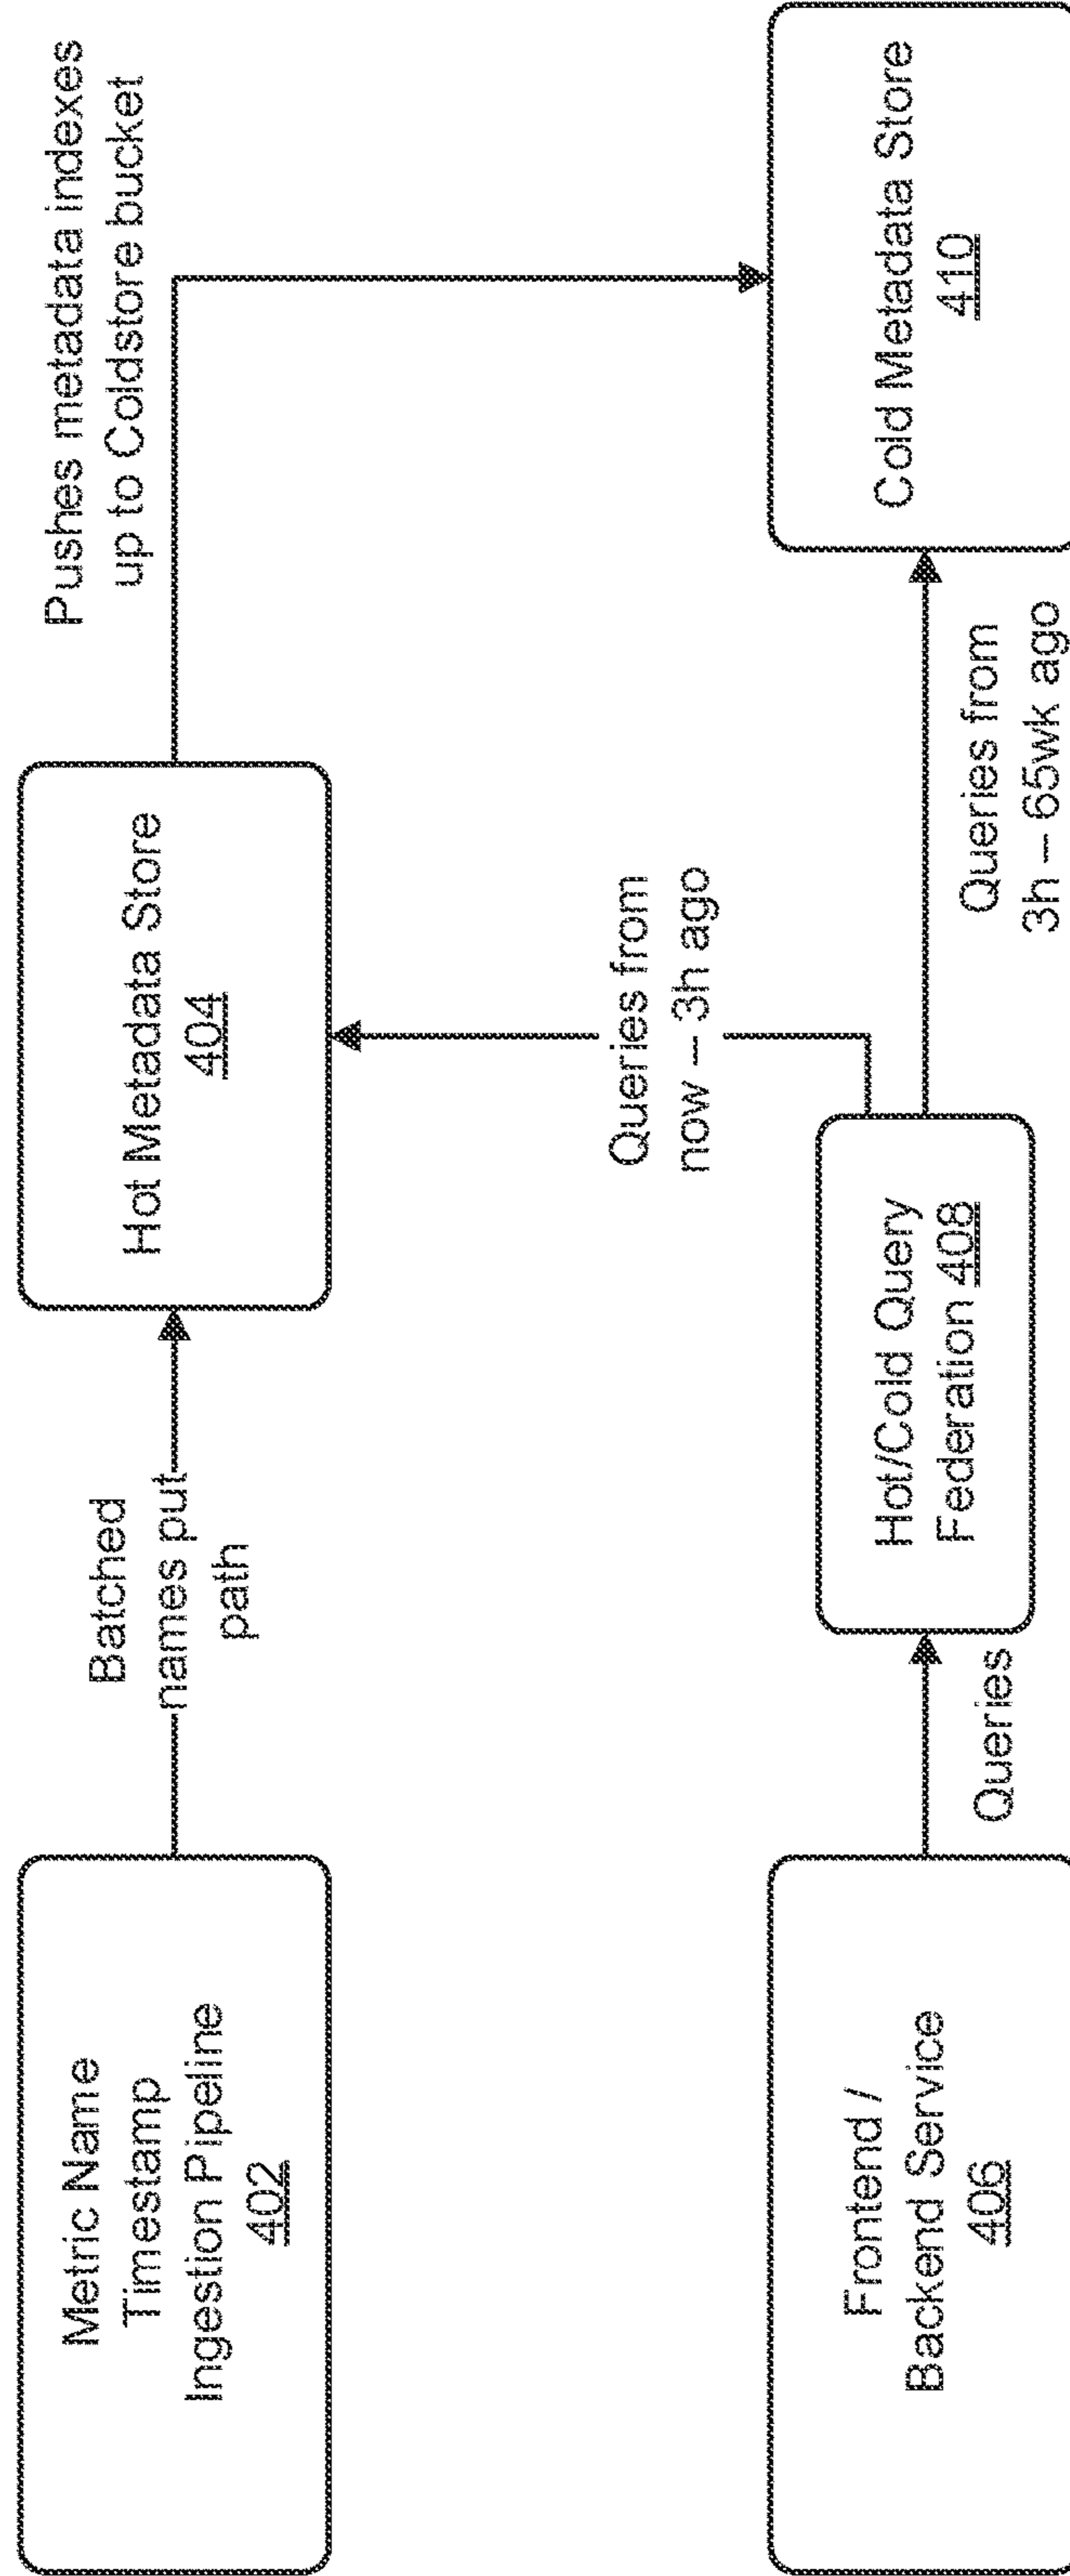 Metric Name
Timestamp
Ingestion Pipeline
402
Batched
names put
path
Hot Metadata Store
404
Pushes metadata indexes
up to Coldstore bucket
Queries from
now – 3h ago
Frontend /
Backend Service
406
Queries
Hot/Cold Query
Federation 408
Queries from
3h – 65wk ago
Cold Metadata Store
410